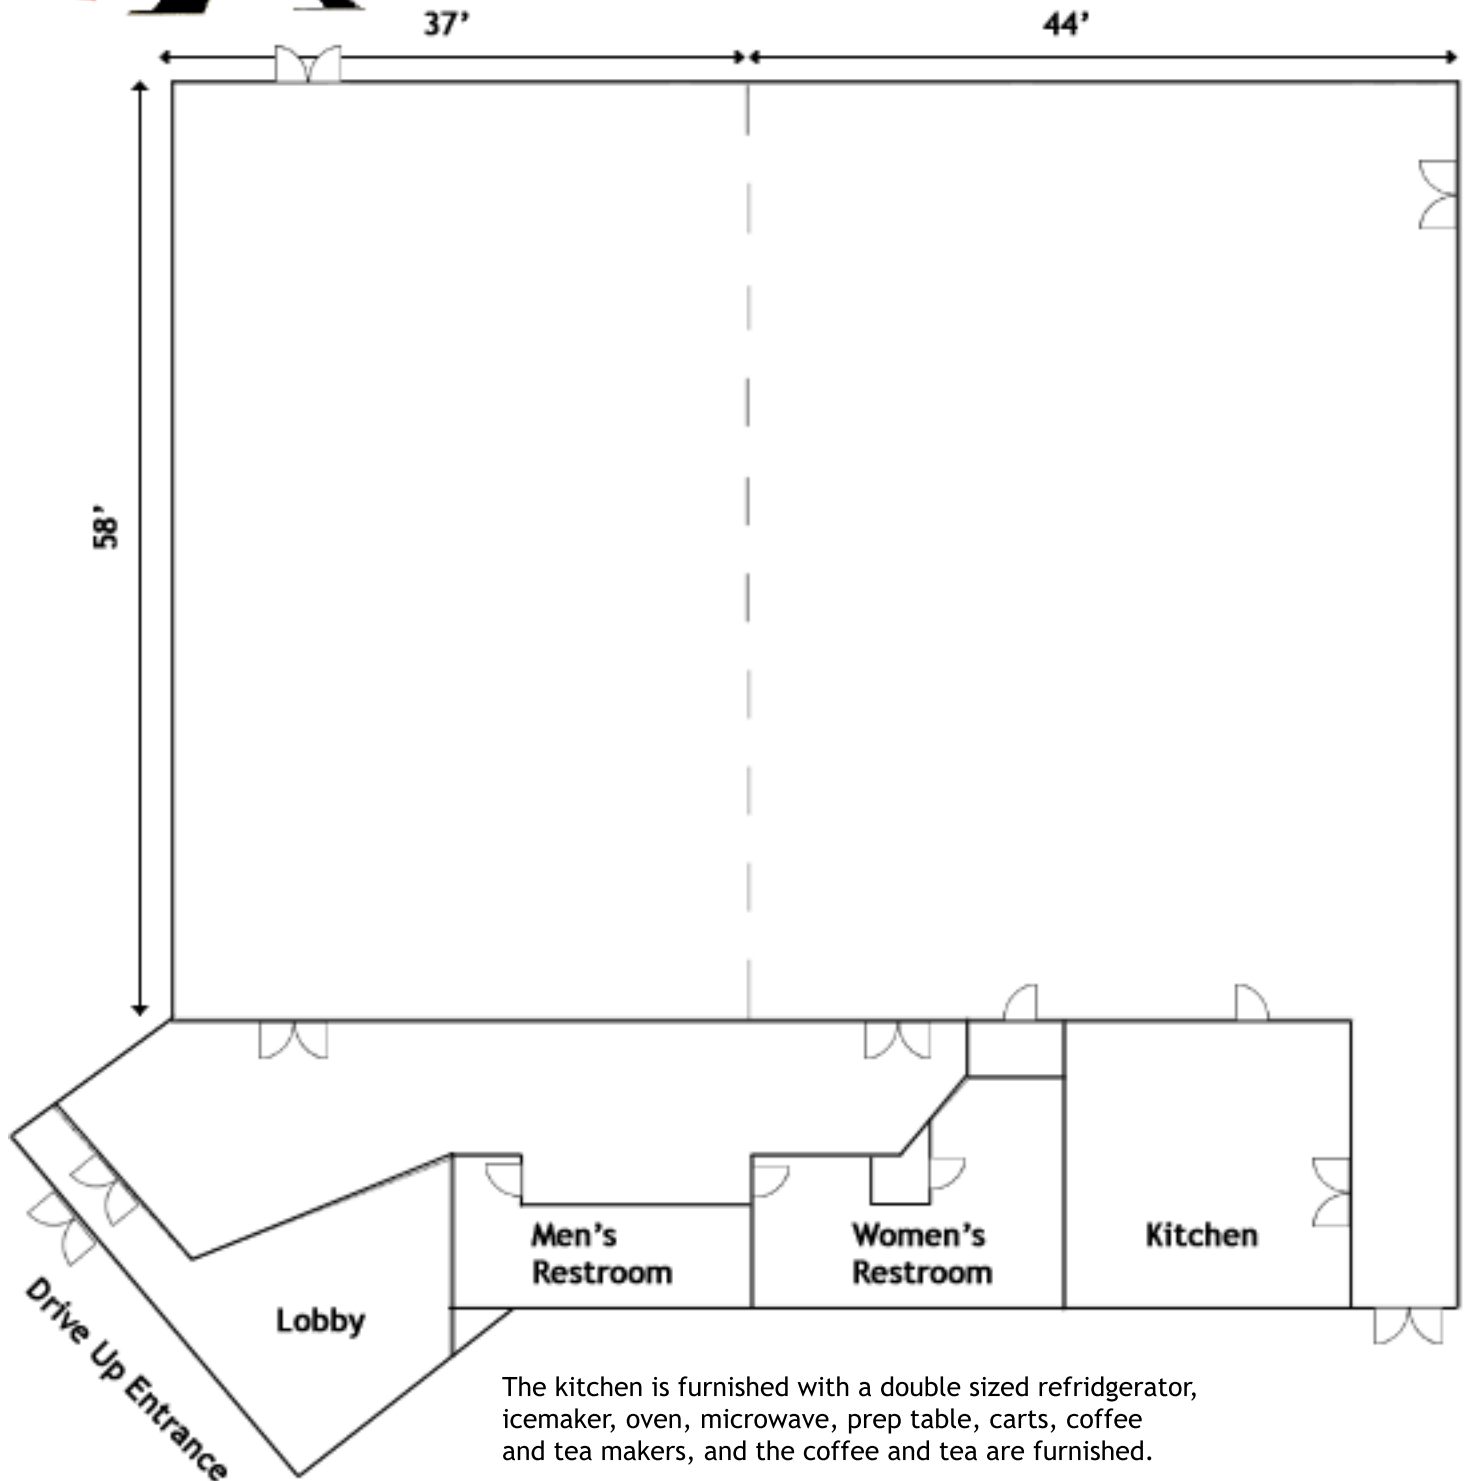 37’
44’
58’
Men’s
Restroom
Women’s
Restroom
Kitchen
Lobby
Drive Up Entrance
The kitchen is furnished with a double sized refridgerator,
icemaker, oven, microwave, prep table, carts, coffee
and tea makers, and the coffee and tea are furnished.